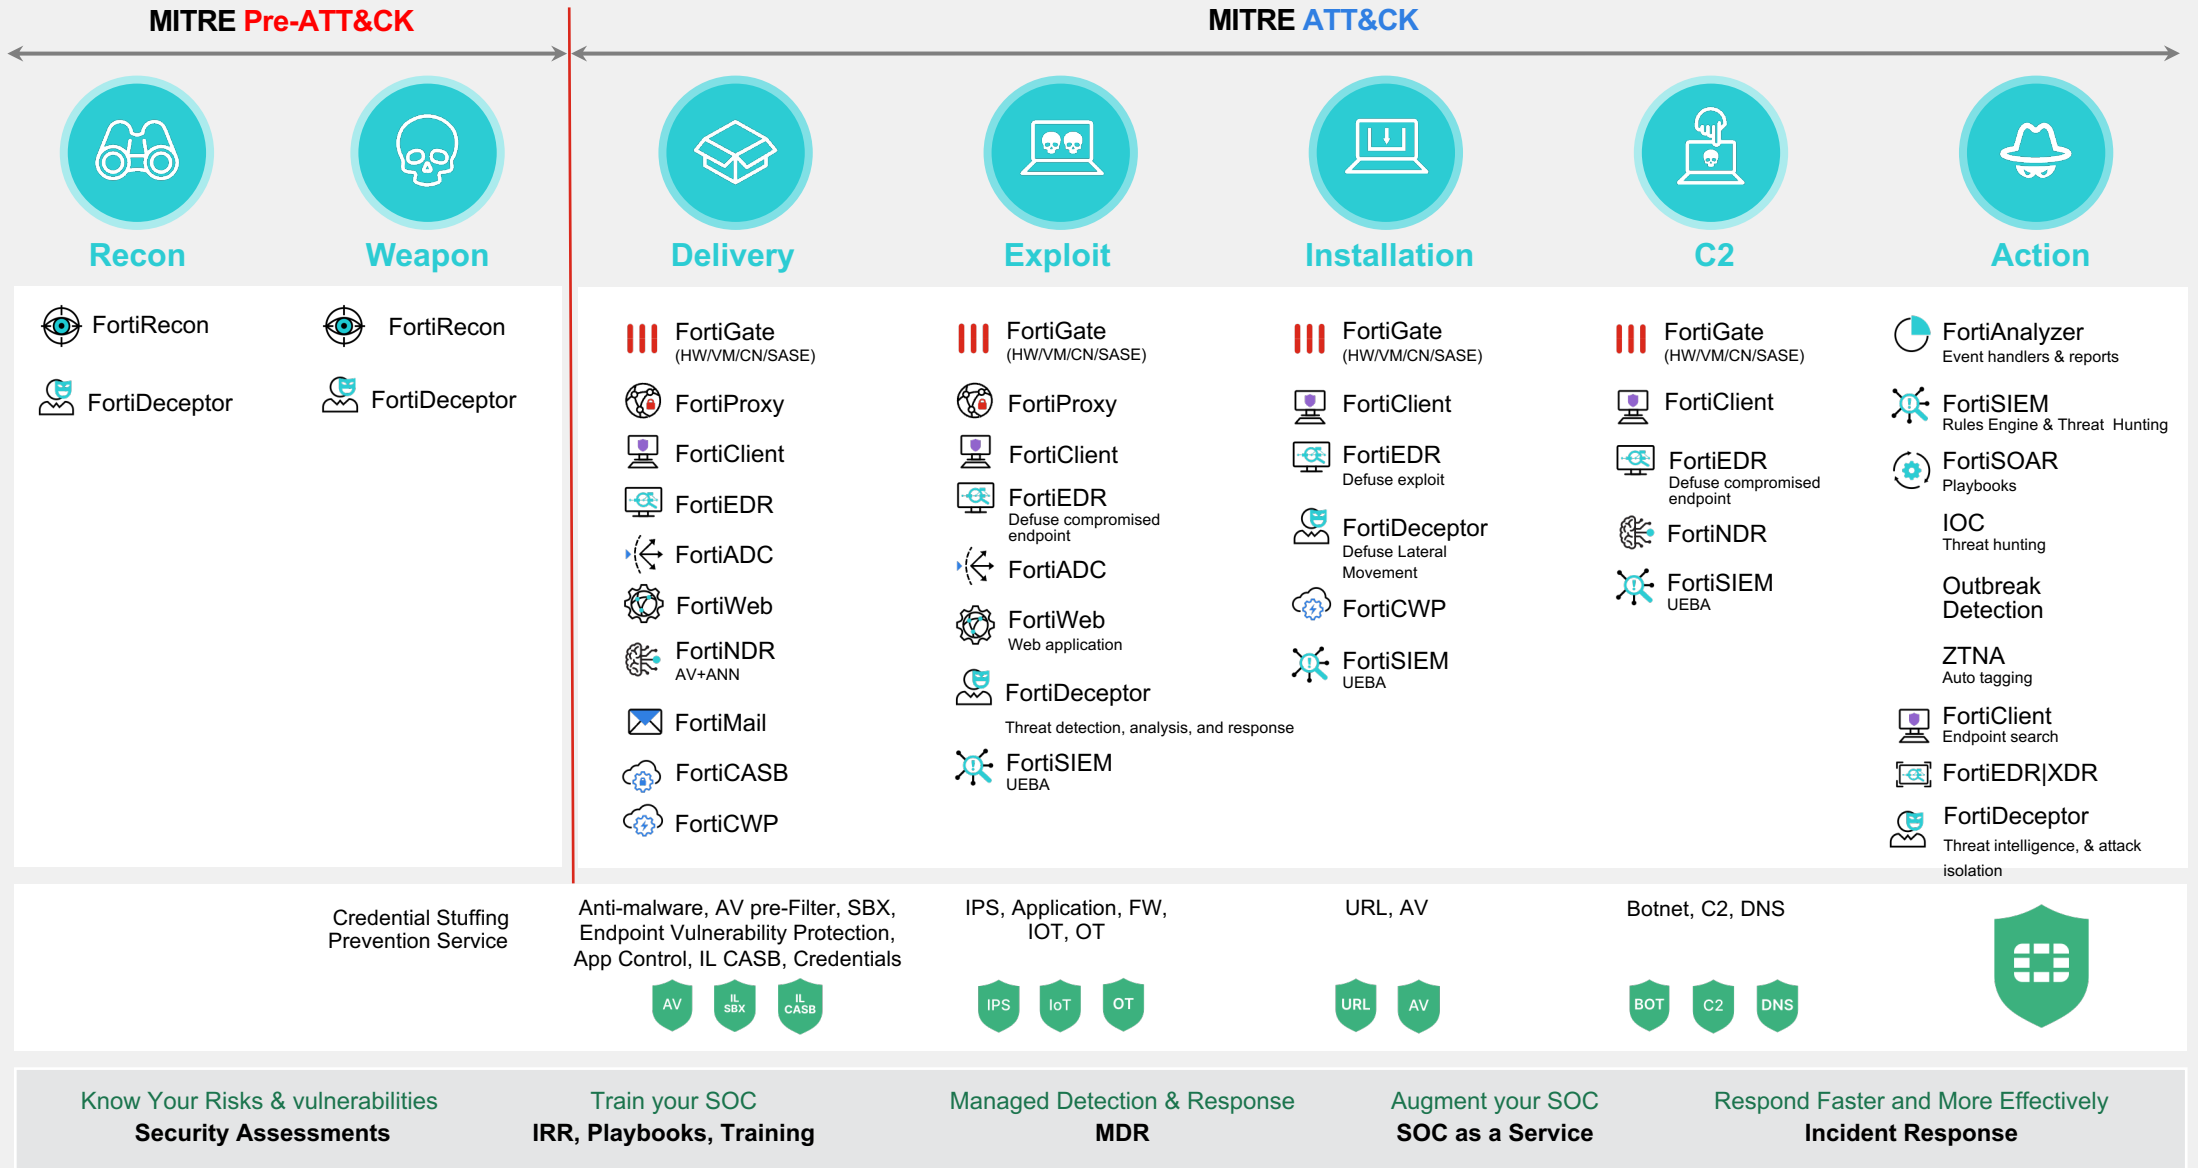 MITRE Pre-ATT&CK
MITRE ATT&CK
Recon
Weapon
Delivery
Exploit
Installation
C2
Action
FortiRecon
FortiDeceptor
FortiRecon
FortiDeceptor
FortiGate
(HW/VM/CN/SASE)
FortiProxy
FortiClient
FortiEDR
FortiADC
FortiWeb
FortiNDR
AV+ANN
FortiMail
FortiCASB
FortiCWP
FortiGate
(HW/VM/CN/SASE)
FortiProxy
FortiClient
FortiEDR
Defuse compromised
endpoint
FortiADC
FortiWeb
Web application
FortiDeceptor
Threat detection, analysis, and response
FortiSIEM
UEBA
FortiGate
(HW/VM/CN/SASE)
FortiClient
FortiEDR
Defuse exploit
FortiDeceptor
Defuse Lateral
Movement
FortiCWP
FortiSIEM
UEBA
FortiGate
(HW/VM/CN/SASE)
FortiClient
FortiEDR
Defuse compromised
endpoint
FortiNDR
FortiSIEM
UEBA
FortiAnalyzer
Event handlers & reports
FortiSIEM
Rules Engine & Threat Hunting
FortiSOAR
Playbooks
IOC
Threat hunting
Outbreak
Detection
ZTNA
Auto tagging
FortiClient
Endpoint search
FortiEDR|XDR
FortiDeceptor
Threat intelligence, & attack
isolation
Credential Stuffing
Prevention Service
Anti-malware, AV pre-Filter, SBX,
Endpoint Vulnerability Protection,
App Control, IL CASB, Credentials
AV
IL
SBX
IL
CASB
IPS, Application, FW,
IOT, OT
IPS
IoT
OT
URL, AV
URL
AV
Botnet, C2, DNS
BOT
C2
DNS
Know Your Risks & vulnerabilities
Security Assessments
Train your SOC
IRR, Playbooks, Training
Managed Detection & Response
MDR
Augment your SOC
SOC as a Service
Respond Faster and More Effectively
Incident Response